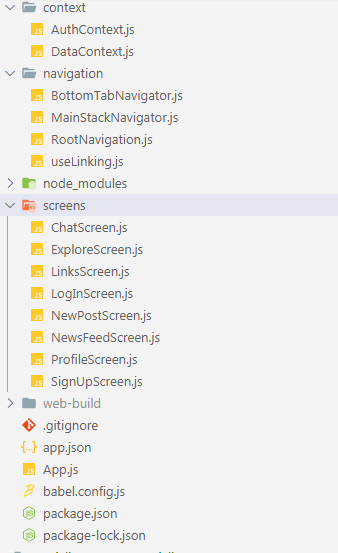 context
AuthContext.js
DataContext.js
navigation
BottomTabNavigator.js
MainStackNavigator.js
RootNavigation.js
useLinking.js
node_modules
screens
ChatScreen.js
ExploreScreen.js
LinksScreen.js
LogInScreen.js
NewPostScreen.js
NewsFeedScreen.js
ProfileScreen.js
SignUpScreen.js
web-build
.gitignore
app.json
App.js
babel.config.js
package.json
package-lock.json